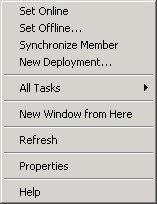 Set Online
Set Offline...
Synchronize Member
New Deployment...
All Tasks
New Window from Here
Refresh
Properties
Help